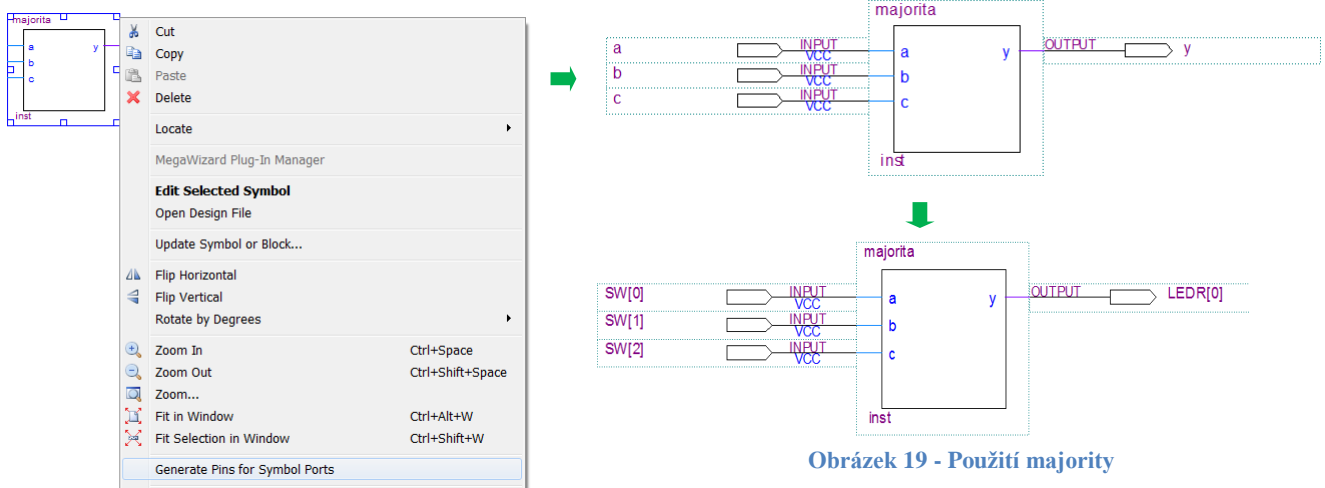 majorita
a y
b
c
inst
Cut
Copy
Paste
Delete
Locate
MegaWizard Plug-In Manager
Edit Selected Symbol
Open Design File
Update Symbol or Block...
Flip Horizontal
Flip Vertical
Rotate by Degrees
Zoom In Ctrl+Space
Zoom Out Ctrl+Shift+Space
Zoom...
Fit in Window Ctrl+Alt+W
Fit Selection in Window Ctrl+Shift+W
Generate Pins for Symbol Ports
majorita
a INPUT VCC a y OUTPUT y
b INPUT VCC b
c INPUT VCC c
inst
majorita
SW[0] INPUT VCC a y OUTPUT LEDR[0]
SW[1] INPUT VCC b
SW[2] INPUT VCC c
inst
Obrázek 19 - Použití majority